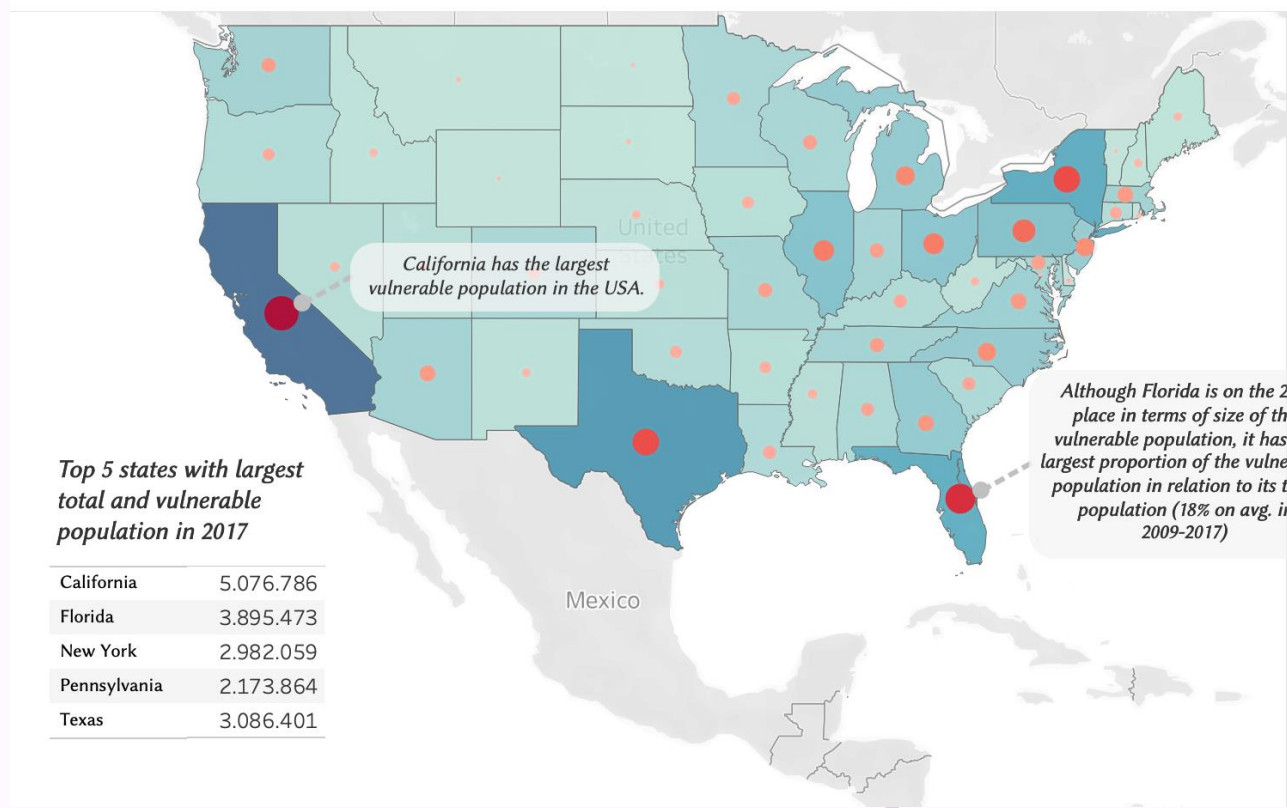 United
States
California has the largest
vulnerable population in the USA.
Although Florida is on the 2
place in terms of size of th
vulnerable population, it has
largest proportion of the vulne
population in relation to its t
population (18% on avg. i
2009-2017)
Top 5 states with largest
total and vulnerable
population in 2017
California 5.076.786
Florida 3.895.473
New York 2.982.059
Pennsylvania 2.173.864
Texas 3.086.401
Mexico